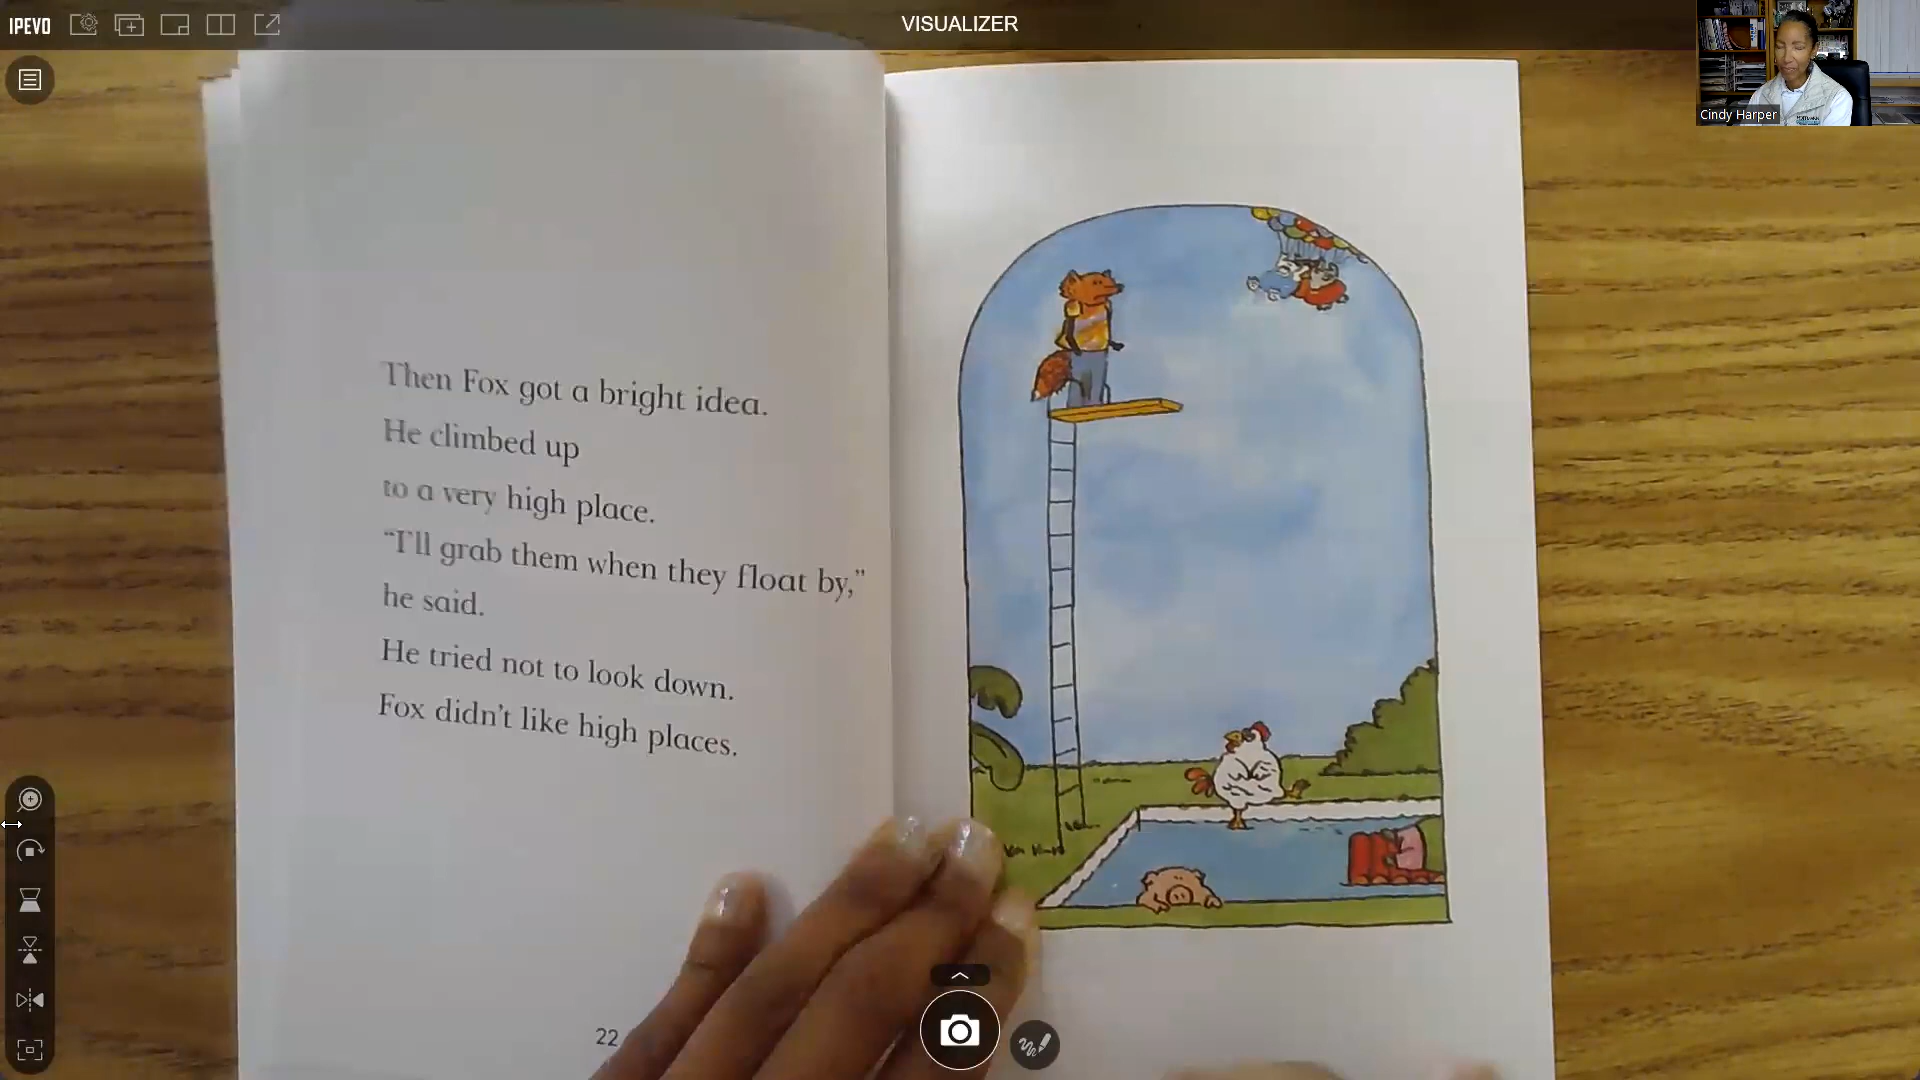 IPEVO
VISUALIZER
Cindy Harper
Then Fox got a bright idea.
He climbed up
to a very high place.
“I’ll grab them when they float by,”
he said.
He tried not to look down.
Fox didn’t like high places.
22